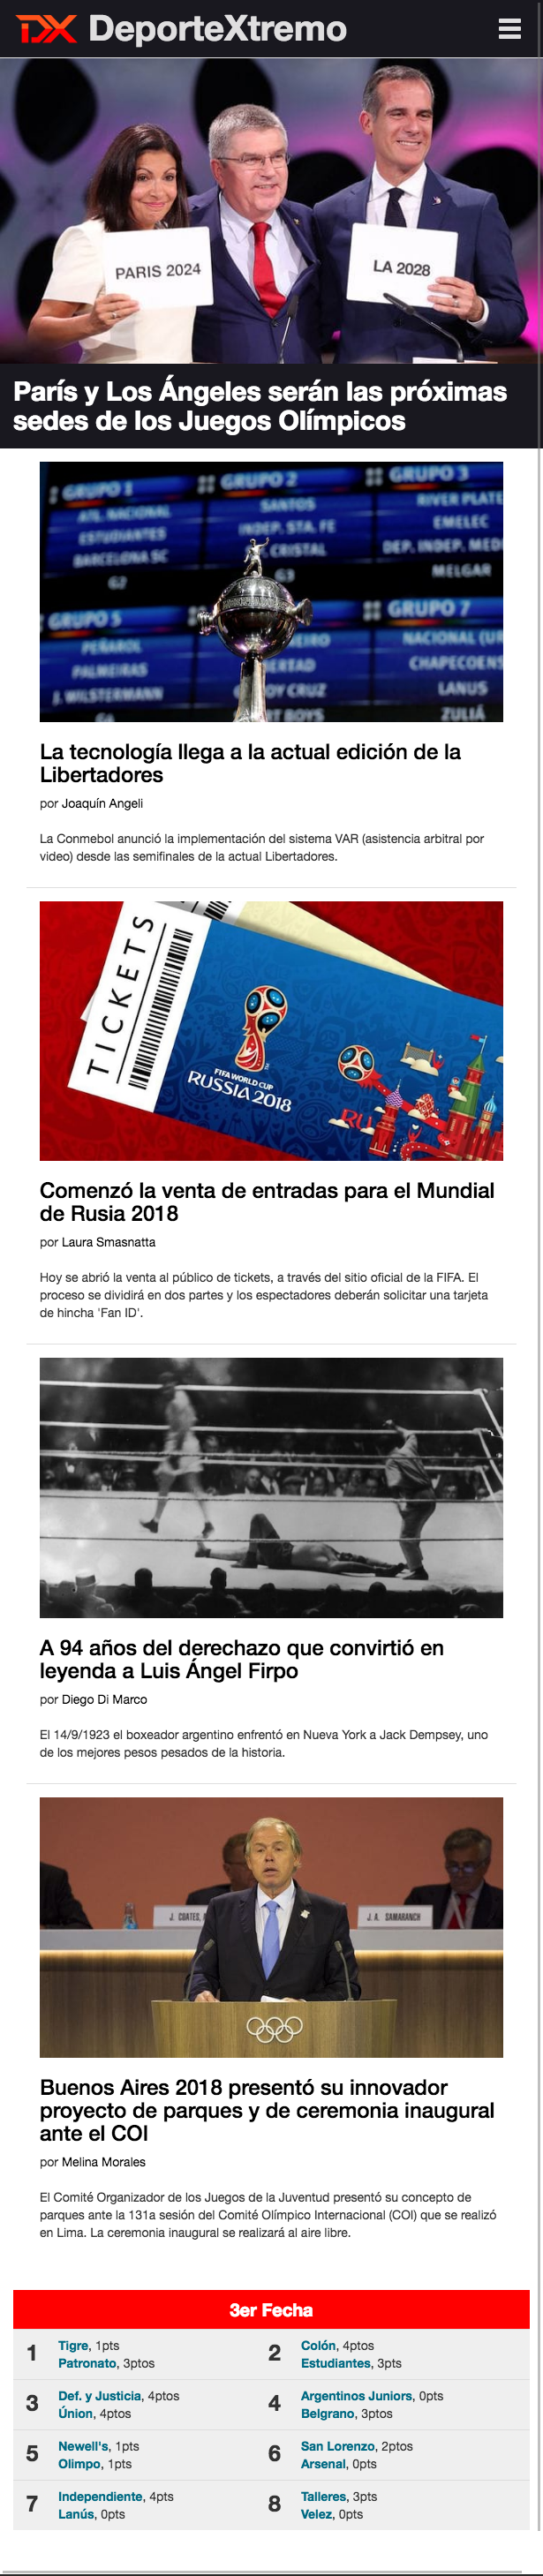 DX DeporteXtremo
PARIS 2024
LA 2028
París y Los Ángeles serán las próximas
sedes de los Juegos Olímpicos
GRUPO 1
GRUPO 2
GRUPO 3
ATL. NACIONAL
SANTOS
RIVER PLATE
ESTUDIANTES
INDEP. STA. FE
EMELEC
BARCELONA SC
CRISTAL
DEP. INDEP. MED
G2
G3
MELGAR
GRUPO 5
GRUPO 7
PEÑAROL
NACIONAL (UR
PALMEIRAS
LIBERTAD
CHAPECOENS
J. WILSTERMANN
OY CRUZ
LANUS
BOYS
ZULIA
La tecnología llega a la actual edición de la
Libertadores
por Joaquín Angeli
La Conmebol anunció la implementación del sistema VAR (asistencia arbitral por
video) desde las semifinales de la actual Libertadores.
TICKETS
FIFA WORLD CUP
RUSSIA 2018
RU
Comenzó la venta de entradas para el Mundial
de Rusia 2018
por Laura Smasnatta
Hoy se abrió la venta al público de tickets, a través del sitio oficial de la FIFA. El
proceso se dividirá en dos partes y los espectadores deberán solicitar una tarjeta
de hincha 'Fan ID'.
A 94 años del derechazo que convirtió en
leyenda a Luis Ángel Firpo
por Diego Di Marco
El 14/9/1923 el boxeador argentino enfrentó en Nueva York a Jack Dempsey, uno
de los mejores pesos pesados de la historia.
J. COATES, A
J. A. SAMARANCH
Buenos Aires 2018 presentó su innovador
proyecto de parques y de ceremonia inaugural
ante el COI
por Melina Morales
El Comité Organizador de los Juegos de la Juventud presentó su concepto de
parques ante la 131a sesión del Comité Olímpico Internacional (COI) que se realizó
en Lima. La ceremonia inaugural se realizará al aire libre.
3er Fecha
1
Tigre, 1pts
Patronato, 3ptos
2
Colón, 4ptos
Estudiantes, 3pts
3
Def. y Justicia, 4ptos
Únion, 4ptos
4
Argentinos Juniors, 0pts
Belgrano, 3ptos
5
Newell's, 1pts
Olimpo, 1pts
6
San Lorenzo, 2ptos
Arsenal, 0pts
7
Independiente, 4pts
Lanús, 0pts
8
Talleres, 3pts
Velez, 0pts